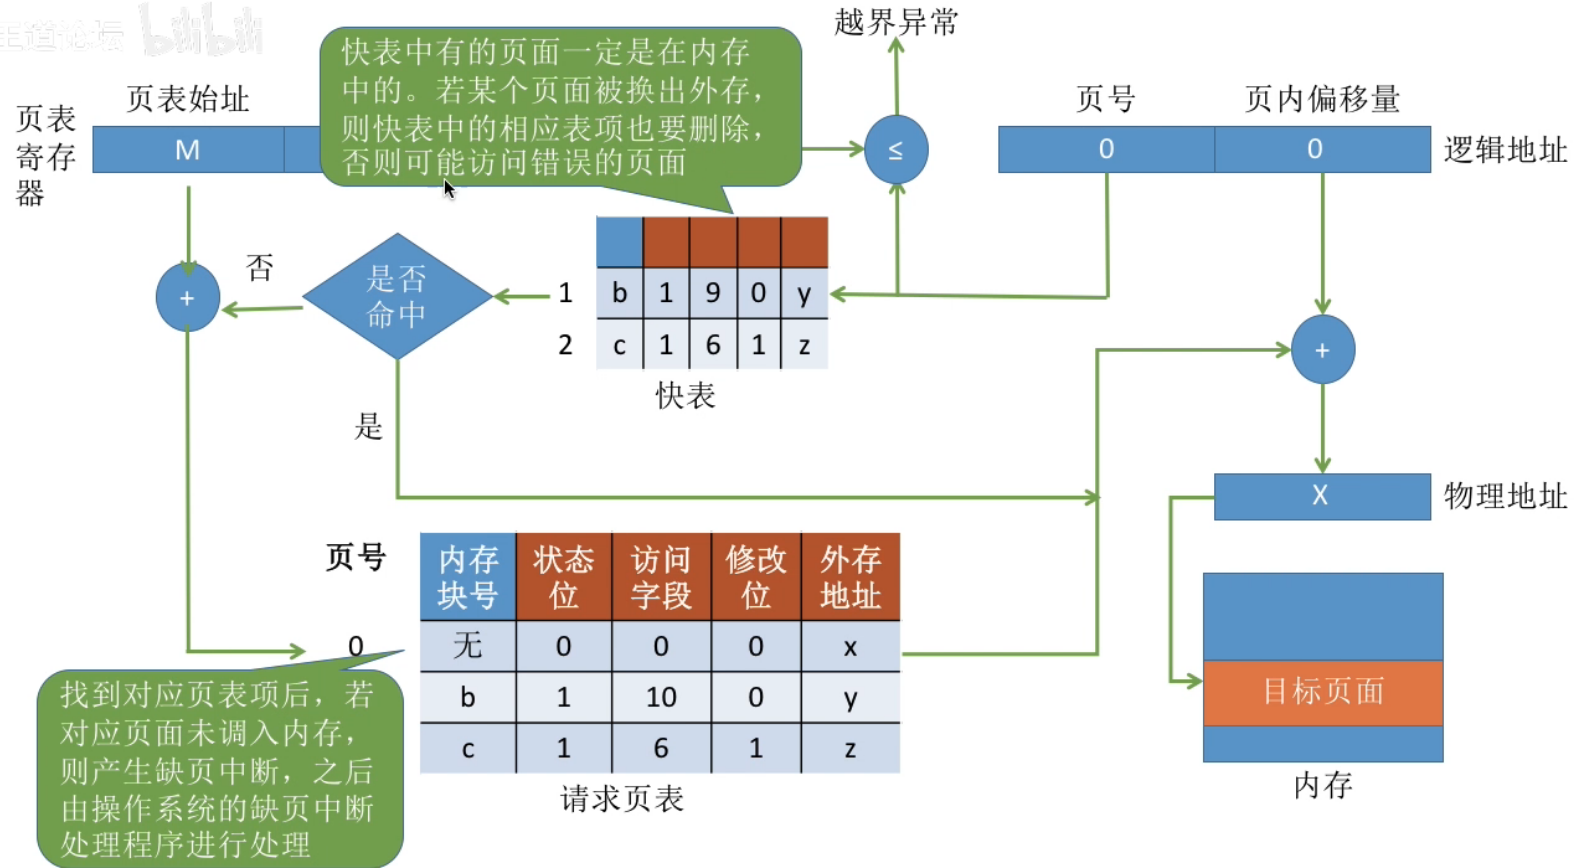 王道论坛 bilibili
越界异常
快表中有的页面一定是在内存
中的。若某个页面被换出外存，
则快表中的相应表项也要删除，
否则可能访问错误的页面
页表始址
页号 页内偏移量
页表
寄存
器
M
≤
0 0
逻辑地址
否
是否
命中
+
1 b 1 9 0 y
2 c 1 6 1 z
快表
+
是
X
物理地址
页号
内存
块号
状态
位
访问
字段
修改
位
外存
地址
0 无 0 0 0 x
b 1 10 0 y
c 1 6 1 z
请求页表
找到对应页表项后，若
对应页面未调入内存，
则产生缺页中断，之后
由操作系统的缺页中断
处理程序进行处理
目标页面
内存